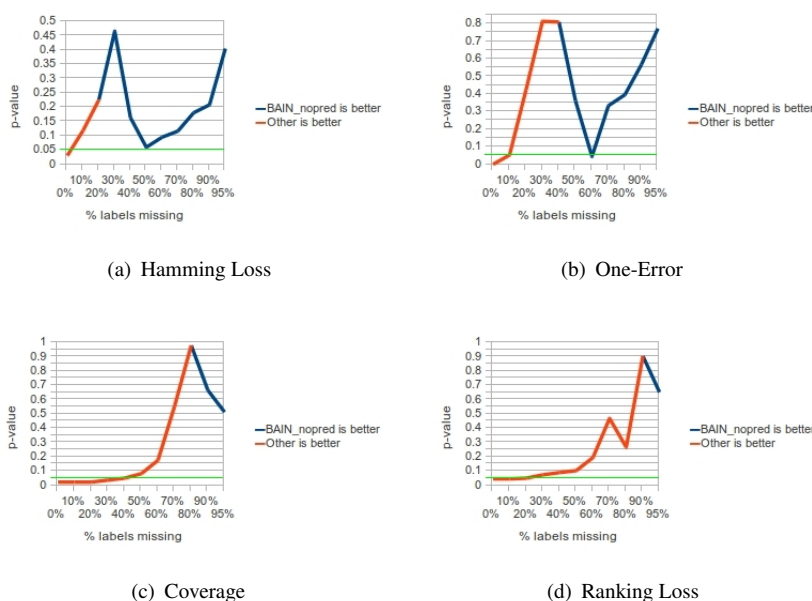 0.5
0.45
0.4
0.35
0.3
0.25
0.2
0.15
0.1
0.05
0
p-value
10% 30% 50% 70% 90%
0% 20% 40% 60% 80% 95%
% labels missing
BAIN_nopred is better
Other is better
(a) Hamming Loss
0.8
0.7
0.6
0.5
0.4
0.3
0.2
0.1
0
p-value
10% 30% 50% 70% 90%
0% 20% 40% 60% 80% 95%
% labels missing
BAIN_nopred is better
Other is better
(b) One-Error
1
0.9
0.8
0.7
0.6
0.5
0.4
0.3
0.2
0.1
0
p-value
10% 30% 50% 70% 90%
0% 20% 40% 60% 80% 95%
% labels missing
BAIN_nopred is better
Other is better
(c) Coverage
1
0.9
0.8
0.7
0.6
0.5
0.4
0.3
0.2
0.1
0
p-value
10% 30% 50% 70% 90%
0% 20% 40% 60% 80% 95%
% labels missing
BAIN_nopred is better
Other is better
(d) Ranking Loss